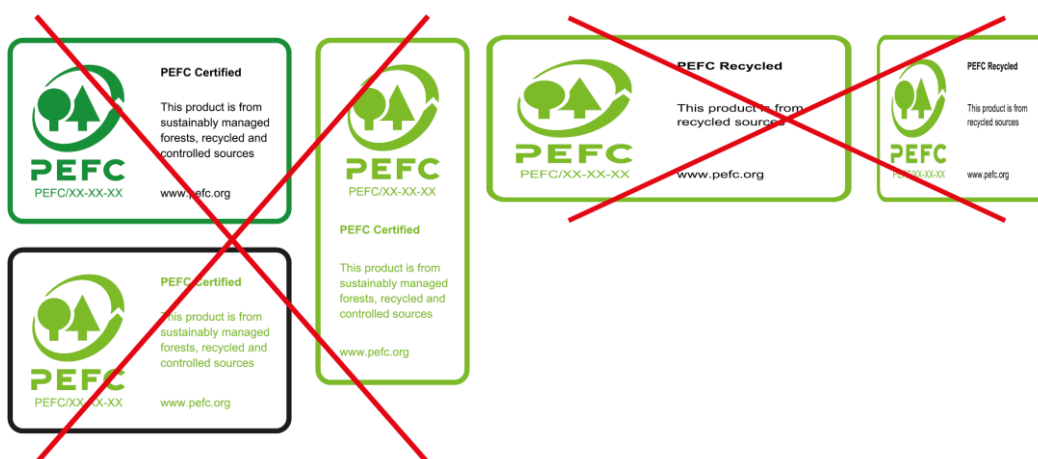 PEFC Certified
This product is from
sustainably managed
forests, recycled and
controlled sources
PEFC
PEFC/XX-XX-XX
www.pefc.org
PEFC Certified
This product is from
sustainably managed
forests, recycled and
controlled sources
PEFC
PEFC/XX-XX-XX
www.pefc.org
PEFC
PEFC/XX-XX-XX
PEFC Certified
This product is from
sustainably managed
forests, recycled and
controlled sources
www.pefc.org
PEFC Recycled
This product is from
recycled sources
PEFC
PEFC/XX-XX-XX
www.pefc.org
PEFC Recycled
This product is from
recycled sources
PEFC
PEFC/XX-XX-XX
www.pefc.org